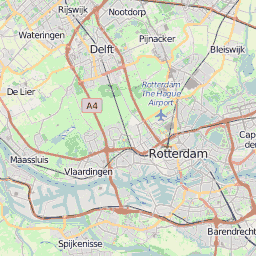 Rijswijk
Nootdorp
Wateringen
Delft
Pijnacker
Bleiswijk
De Lier
Rotterdam
The Hague
Airport
A4
Cap
den
Maassluis
Rotterdam
Vlaardingen
Barendrecht
Spijkenisse